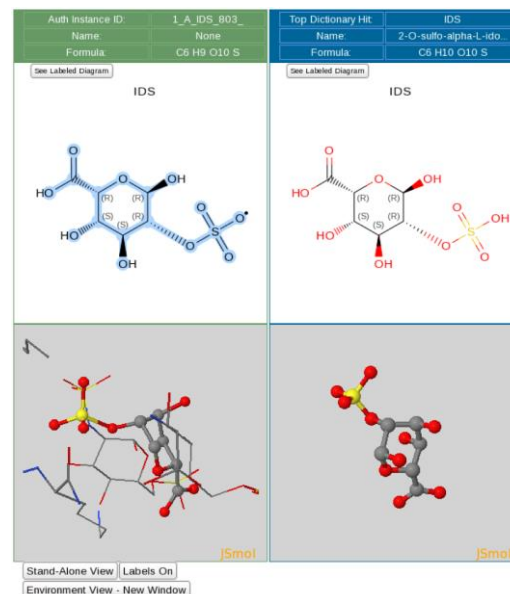 Auth Instance ID: 1_A_IDS_803_
Name: None
Formula: C6 H9 O10 S
See Labeled Diagram
IDS
O
O
OH
HO
(R)
(R)
(S)
(R)
(S)
HO
OH
O
S
O
O
O•
Top Dictionary Hit: IDS
Name: 2-O-sulfo-alpha-L-ido...
Formula: C6 H10 O10 S
See Labeled Diagram
IDS
O
O
OH
HO
(R)
(R)
(S)
(R)
(S)
HO
OH
O
S
O
OH
O
JSmol
JSmol
Stand-Alone View
Labels On
Environment View - New Window